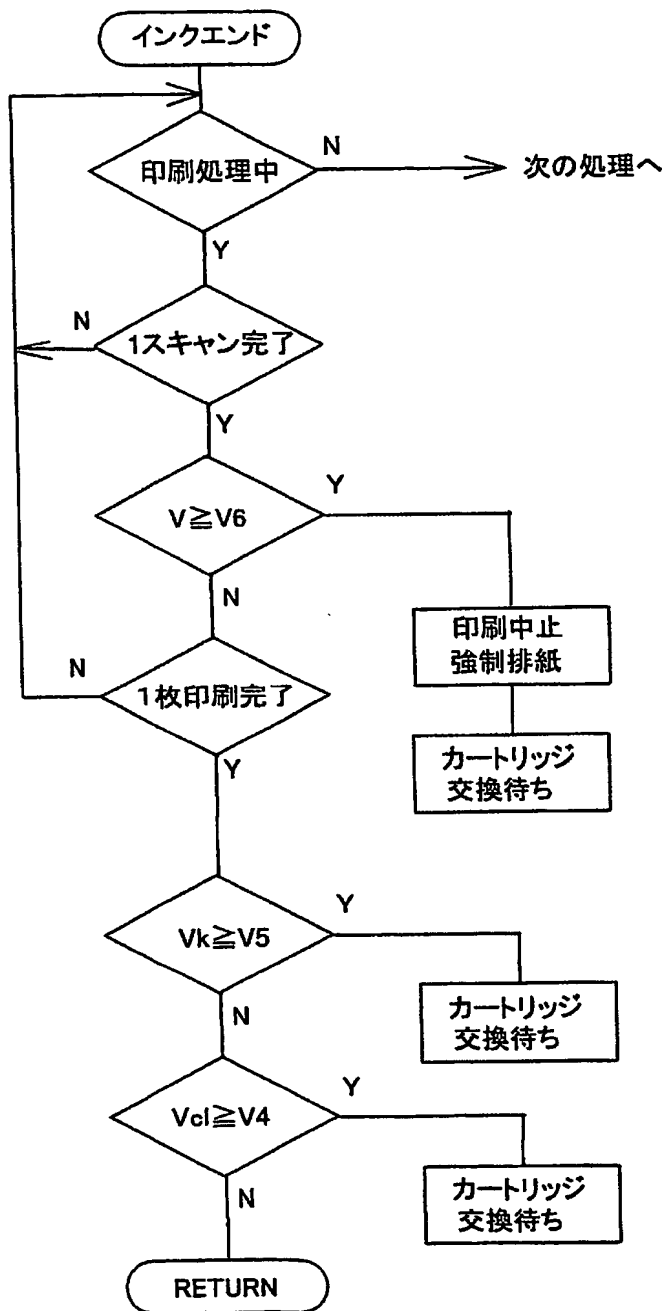 インクエンド
印刷処理中
N
次の処理へ
Y
N
1スキャン完了
Y
V≧V6
Y
N
印刷中止
強制排紙
N
1枚印刷完了
Y
カートリッジ
交換待ち
Vk≧V5
Y
N
カートリッジ
交換待ち
Vcl≧V4
Y
N
カートリッジ
交換待ち
RETURN